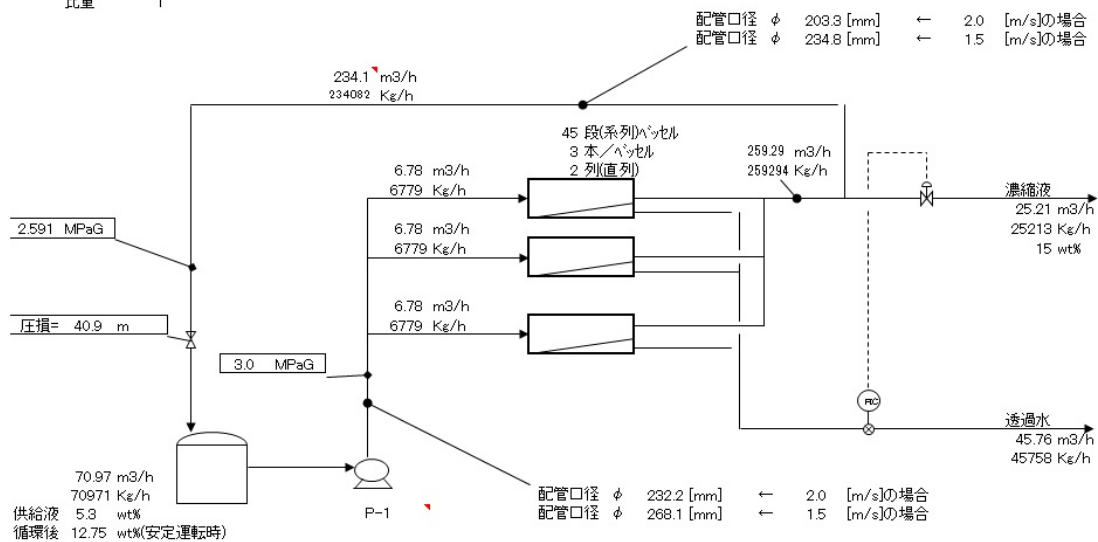 比重 1
配管口径 φ 203.3 [mm] ← 2.0 [m/s]の場合
配管口径 φ 234.8 [mm] ← 1.5 [m/s]の場合
234.1 m3/h
234082 Kg/h
45 段(系列)ベッセル
3 本／ベッセル
2 列(直列)
259.29 m3/h
259294 Kg/h
6.78 m3/h
6779 Kg/h
濃縮液
25.21 m3/h
25213 Kg/h
15 wt%
2.591 MPaG
6.78 m3/h
6779 Kg/h
圧損= 40.9 m
6.78 m3/h
6779 Kg/h
3.0 MPaG
FIC
透過水
45.76 m3/h
45758 Kg/h
70.97 m3/h
70971 Kg/h
供給液 5.3 wt%
循環後 12.75 wt%(安定運転時)
P-1
配管口径 φ 232.2 [mm] ← 2.0 [m/s]の場合
配管口径 φ 268.1 [mm] ← 1.5 [m/s]の場合